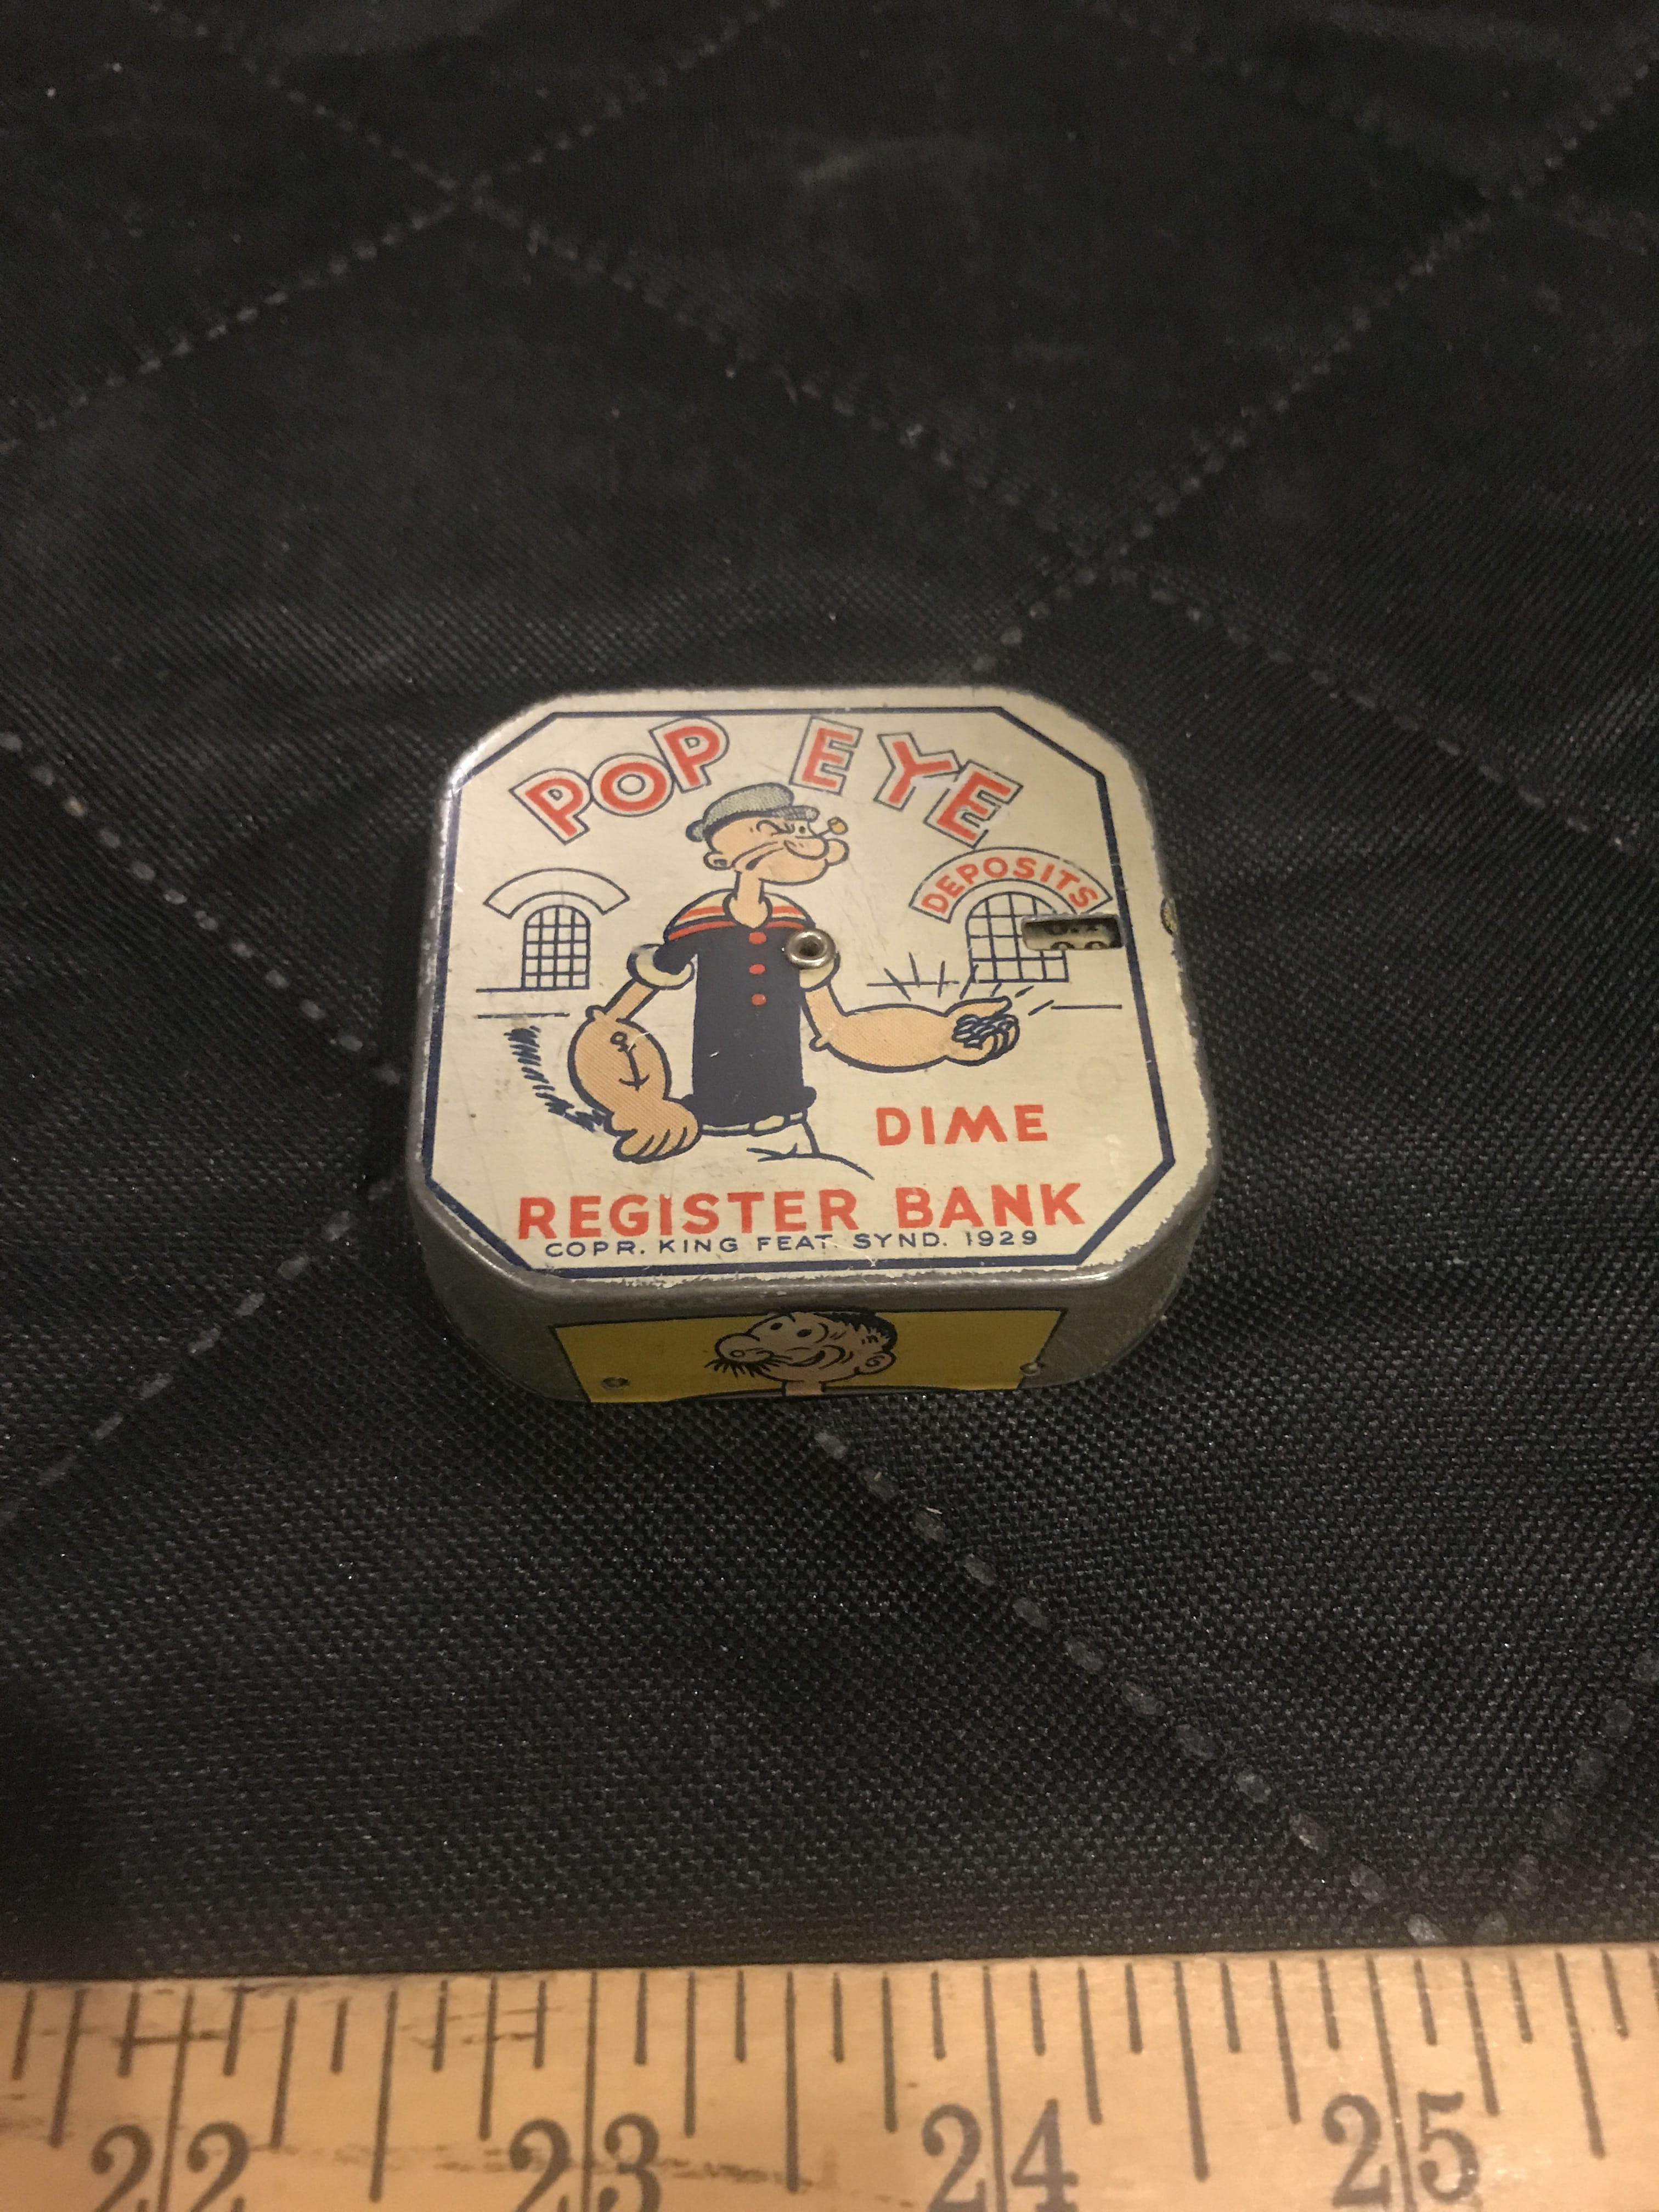 POP EYE
DEPOSITS
DIME
REGISTER BANK
COPR. KING FEAT. SYND. 1929
22 23 24 25